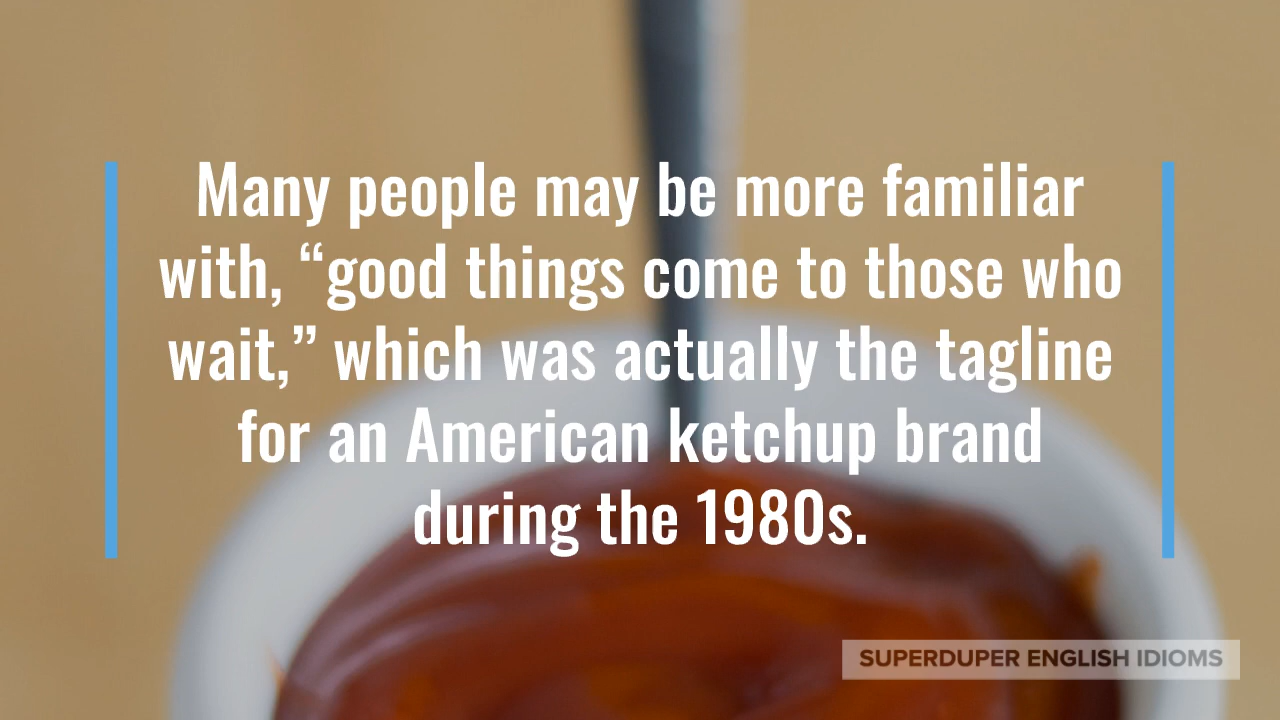 Many people may be more familiar
with, “good things come to those who
wait,” which was actually the tagline
for an American ketchup brand
during the 1980s.
SUPERDUPER ENGLISH IDIOMS